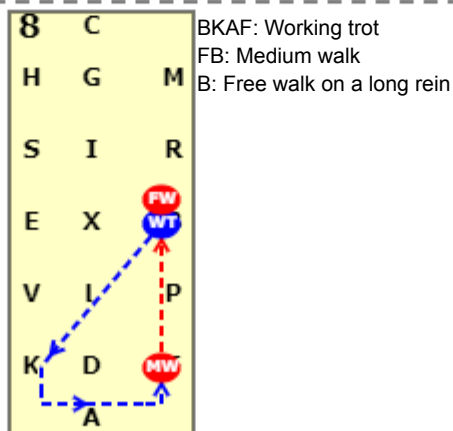 8 C
BKAF: Working trot
FB: Medium walk
H G M
B: Free walk on a long rein
S I R
FW
E X WT
V L P
K D MW
A